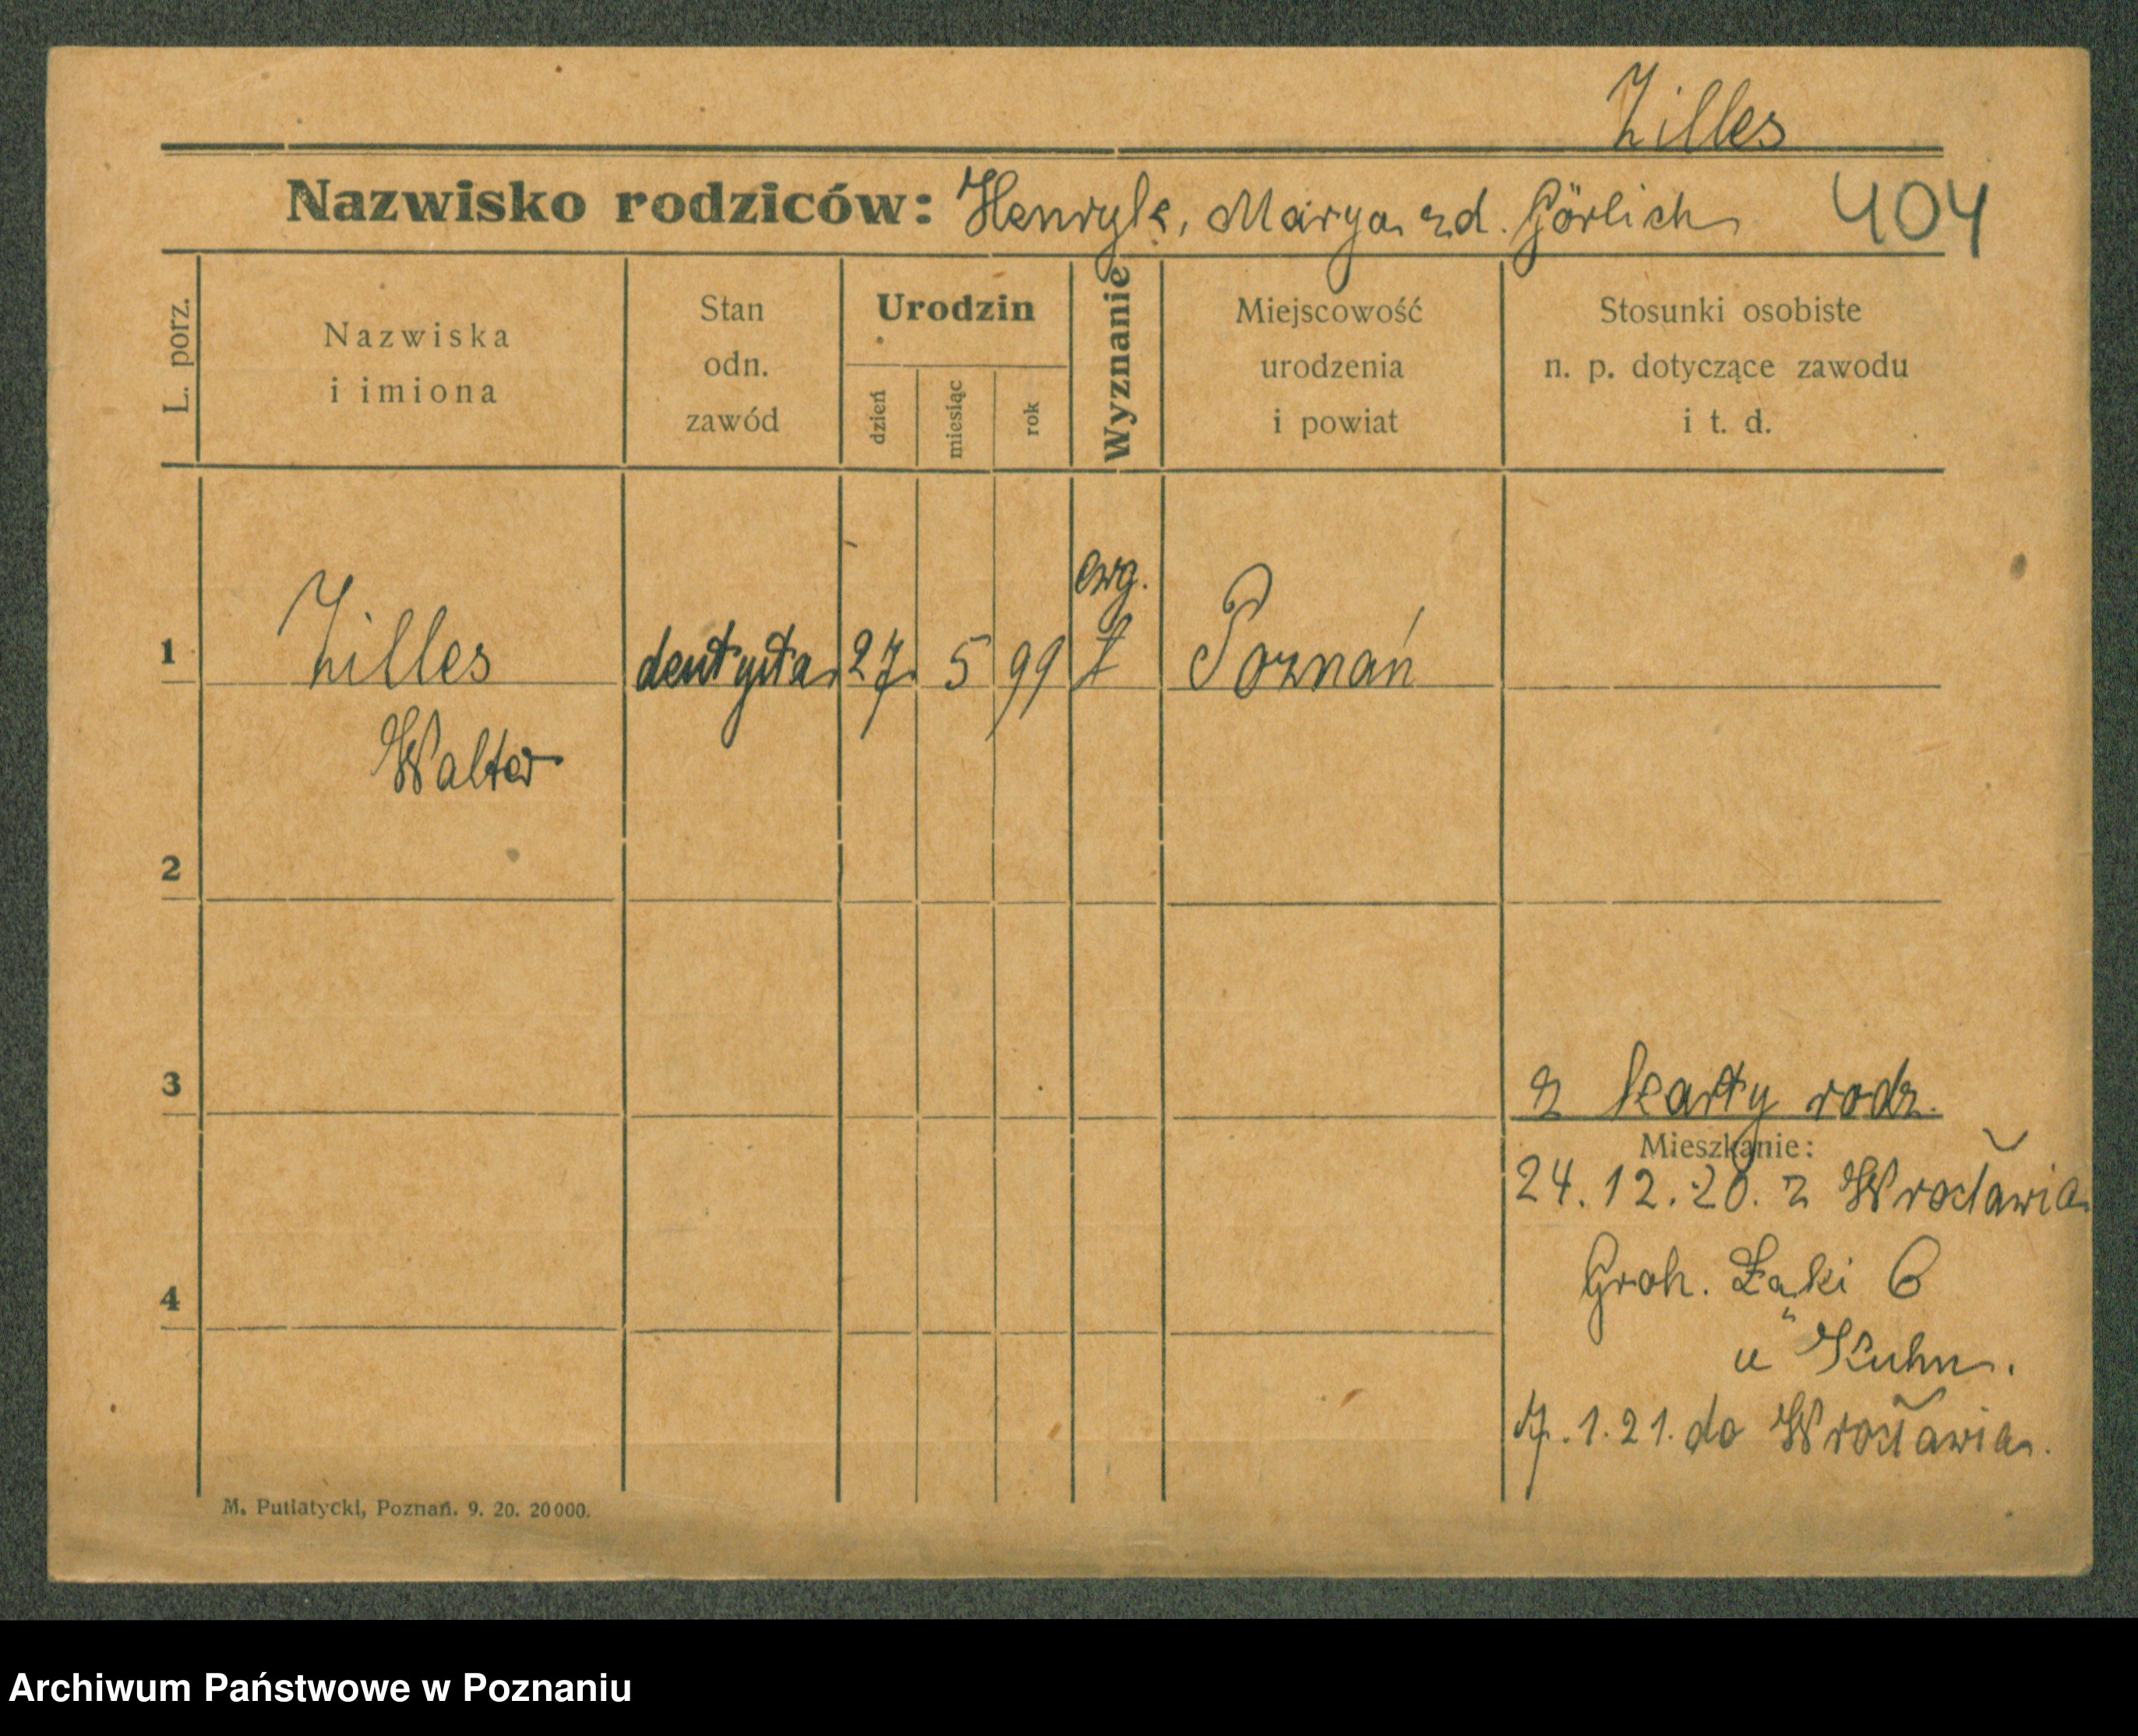 Zilles
Nazwisko rodziców: Henryk, Marya zd. Görlich 404
L. porz.
Nazwiska
i imiona
Stan
odn.
zawód
Urodzin
dzień
miesiąc
rok
Wyznanie
Miejscowość
urodzenia
i powiat
Stosunki osobiste
n. p. dotyczące zawodu
i t. d.
ewg.
1 Zilles dentysta 27 5 99 Poznań
Walter
2
3
z karty rodz.
Mieszkanie:
24.12.20. z Wrocławia
Groh. Łąki 6
4
u Kuhn.
7.1.21. do Wrocławia.
M. Putiatycki, Poznań. 9. 20. 20000.
Archiwum Państwowe w Poznaniu